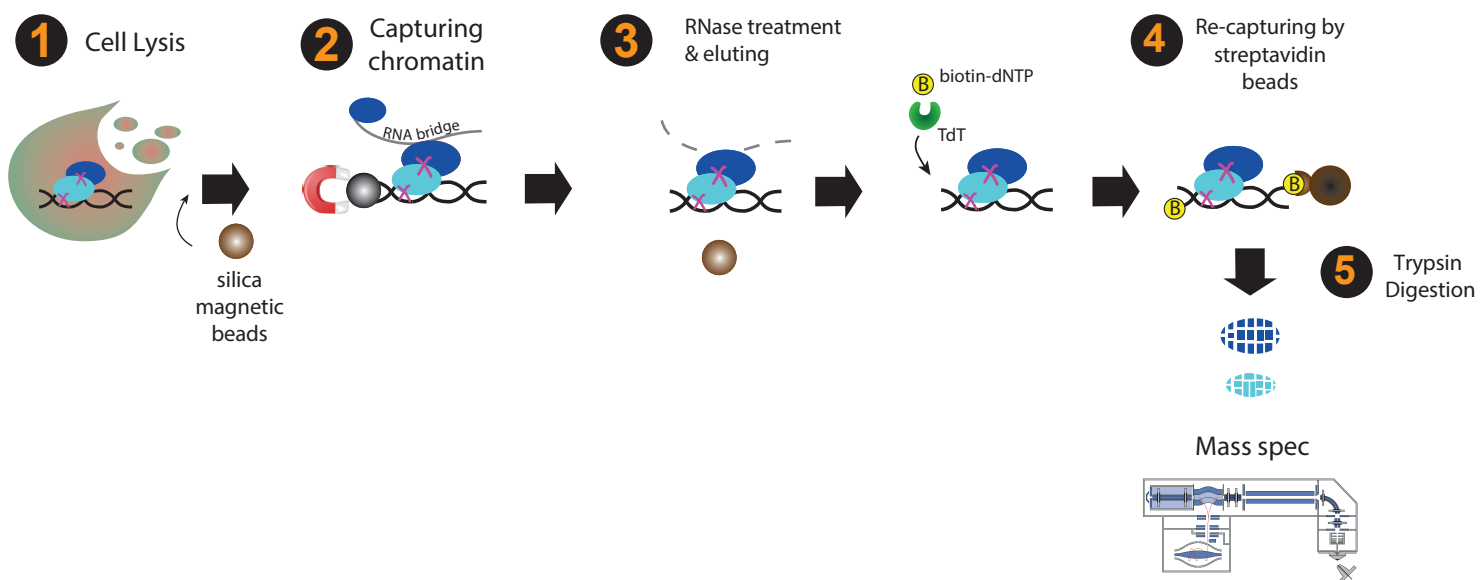 1
Cell Lysis
silica
magnetic
beads
2
Capturing
chromatin
RNA bridge
3
RNase treatment
& eluting
B
biotin-dNTP
TdT
4
Re-capturing by
streptavidin
beads
B
B
5
Trypsin
Digestion
Mass spec